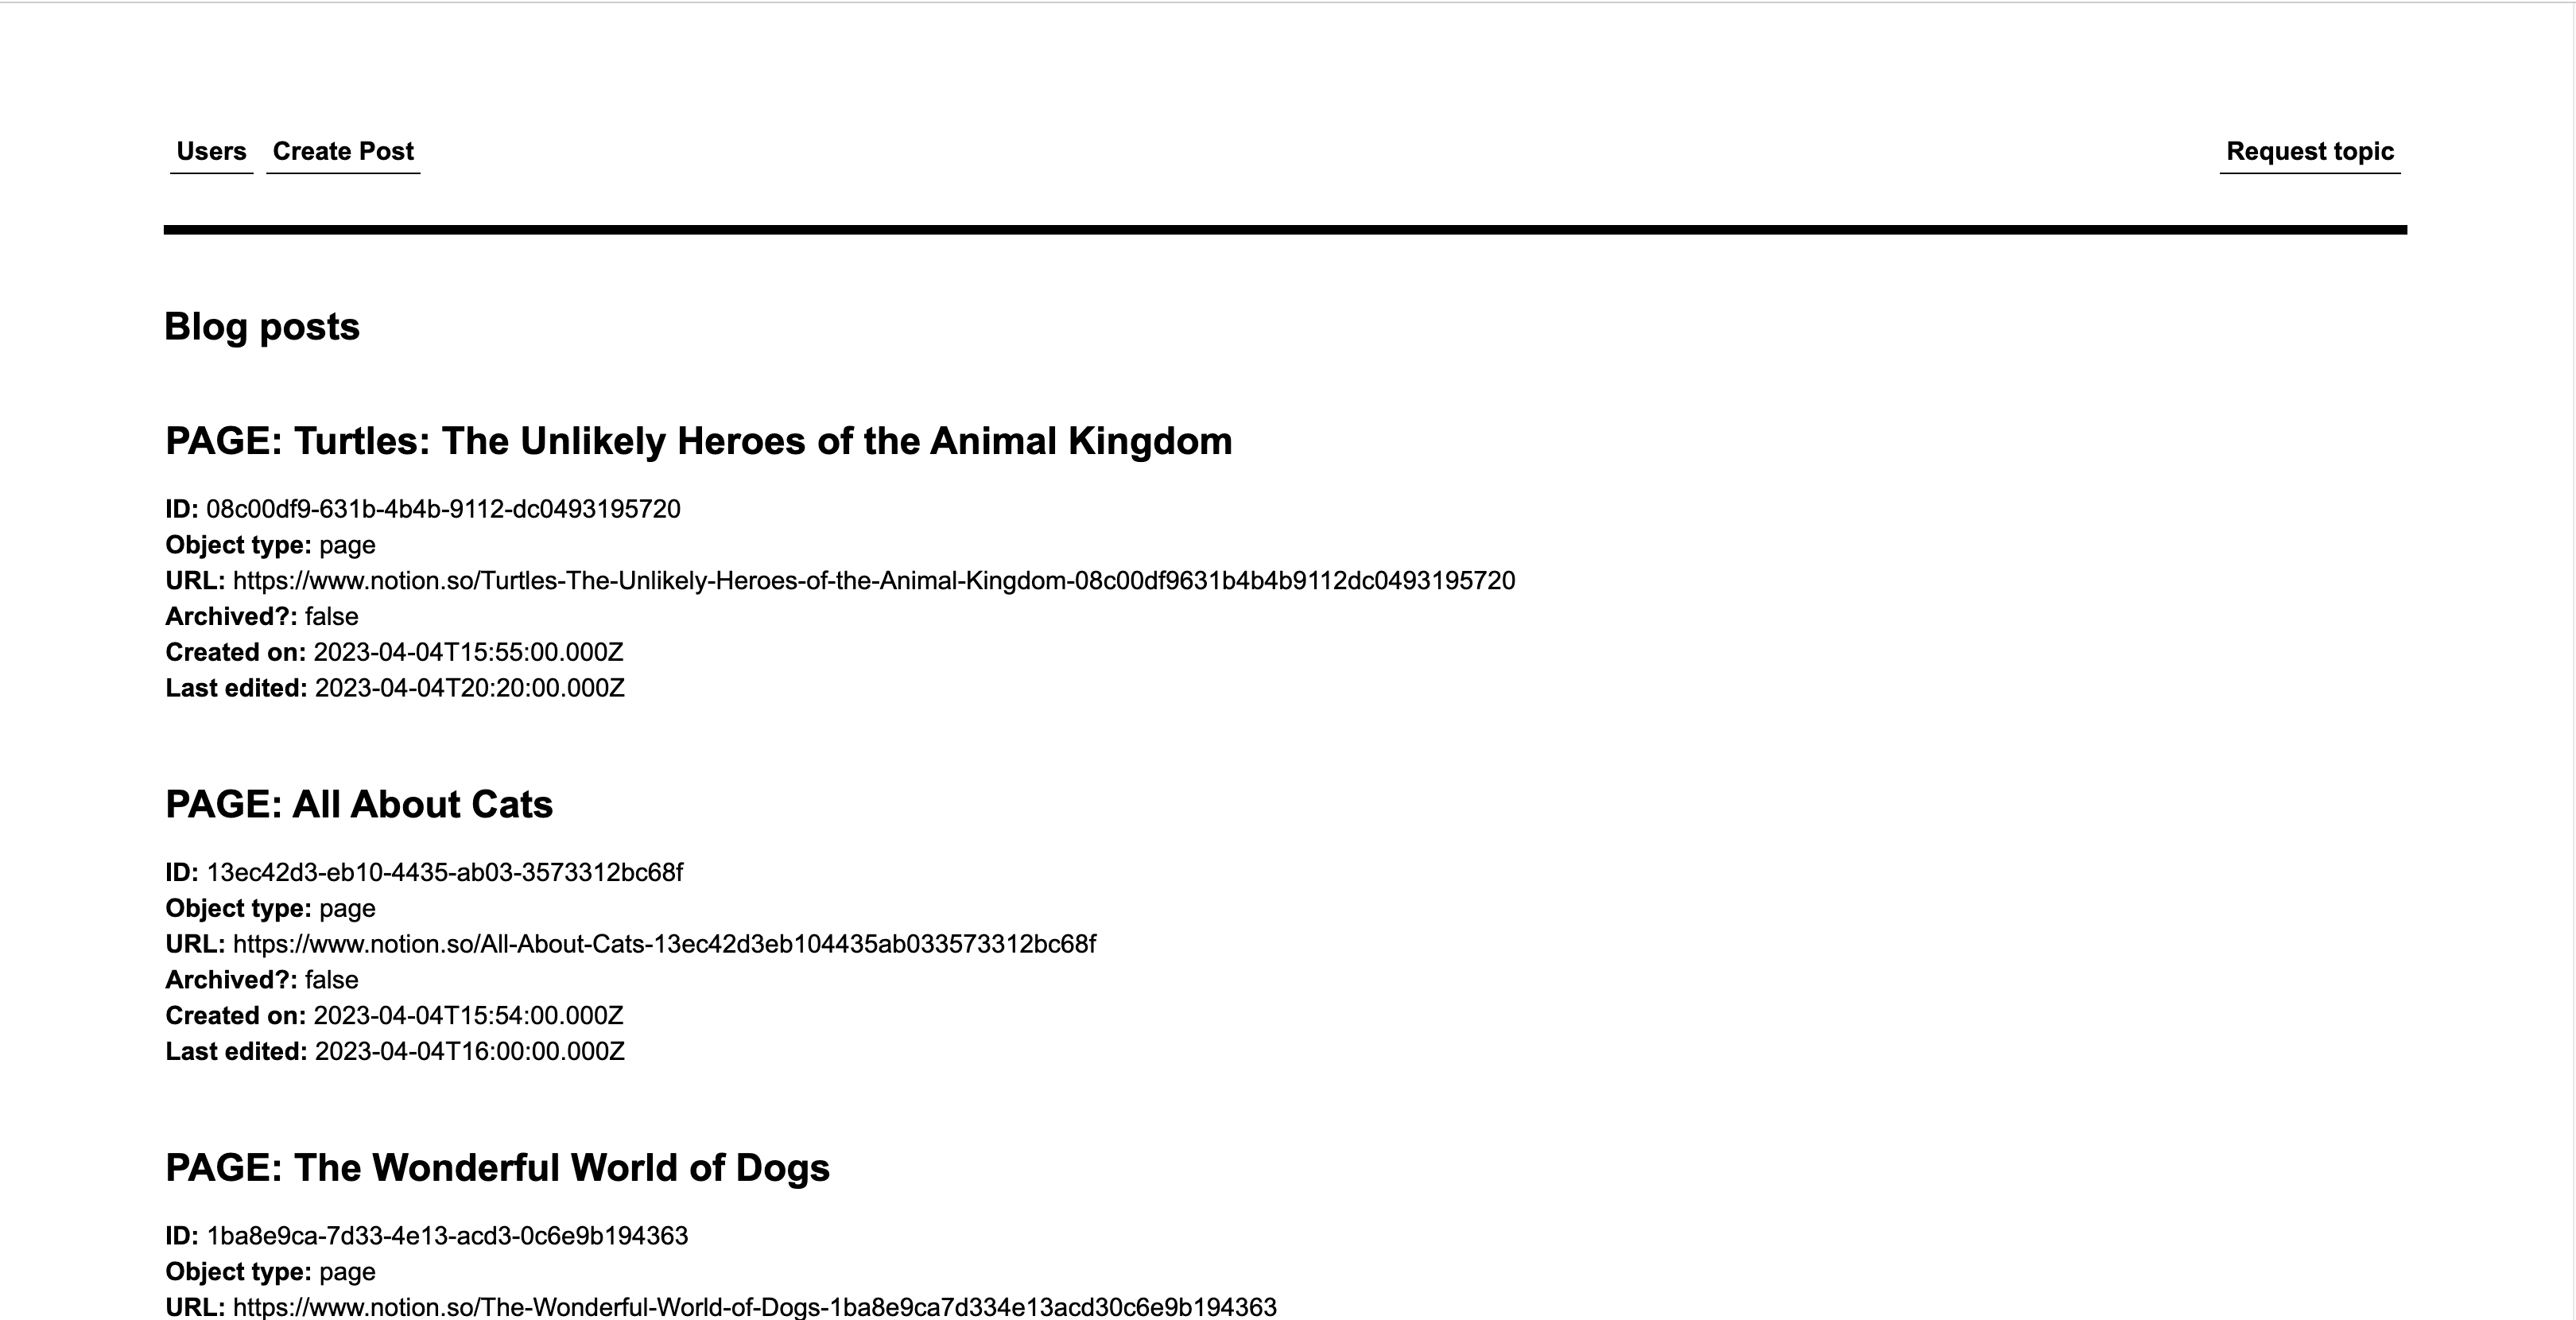 Users Create Post Request topic
Blog posts
PAGE: Turtles: The Unlikely Heroes of the Animal Kingdom
ID: 08c00df9-631b-4b4b-9112-dc0493195720
Object type: page
URL: https://www.notion.so/Turtles-The-Unlikely-Heroes-of-the-Animal-Kingdom-08c00df9631b4b4b9112dc0493195720
Archived?: false
Created on: 2023-04-04T15:55:00.000Z
Last edited: 2023-04-04T20:20:00.000Z
PAGE: All About Cats
ID: 13ec42d3-eb10-4435-ab03-3573312bc68f
Object type: page
URL: https://www.notion.so/All-About-Cats-13ec42d3eb104435ab033573312bc68f
Archived?: false
Created on: 2023-04-04T15:54:00.000Z
Last edited: 2023-04-04T16:00:00.000Z
PAGE: The Wonderful World of Dogs
ID: 1ba8e9ca-7d33-4e13-acd3-0c6e9b194363
Object type: page
URL: https://www.notion.so/The-Wonderful-World-of-Dogs-1ba8e9ca7d334e13acd30c6e9b194363